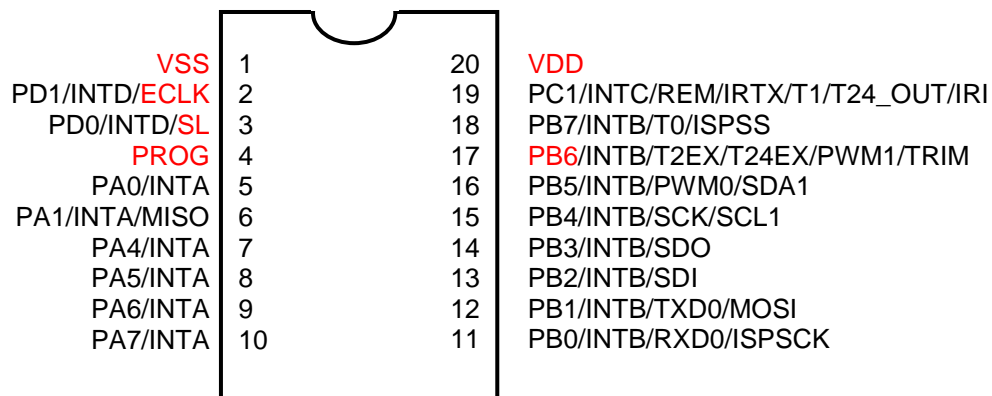 VSS 1 20 VDD
PD1/INTD/ECLK 2 19 PC1/INTC/REM/IRTX/T1/T24_OUT/IRI
PD0/INTD/SL 3 18 PB7/INTB/T0/ISPSS
PROG 4 17 PB6/INTB/T2EX/T24EX/PWM1/TRIM
PA0/INTA 5 16 PB5/INTB/PWM0/SDA1
PA1/INTA/MISO 6 15 PB4/INTB/SCK/SCL1
PA4/INTA 7 14 PB3/INTB/SDO
PA5/INTA 8 13 PB2/INTB/SDI
PA6/INTA 9 12 PB1/INTB/TXD0/MOSI
PA7/INTA 10 11 PB0/INTB/RXD0/ISPSCK